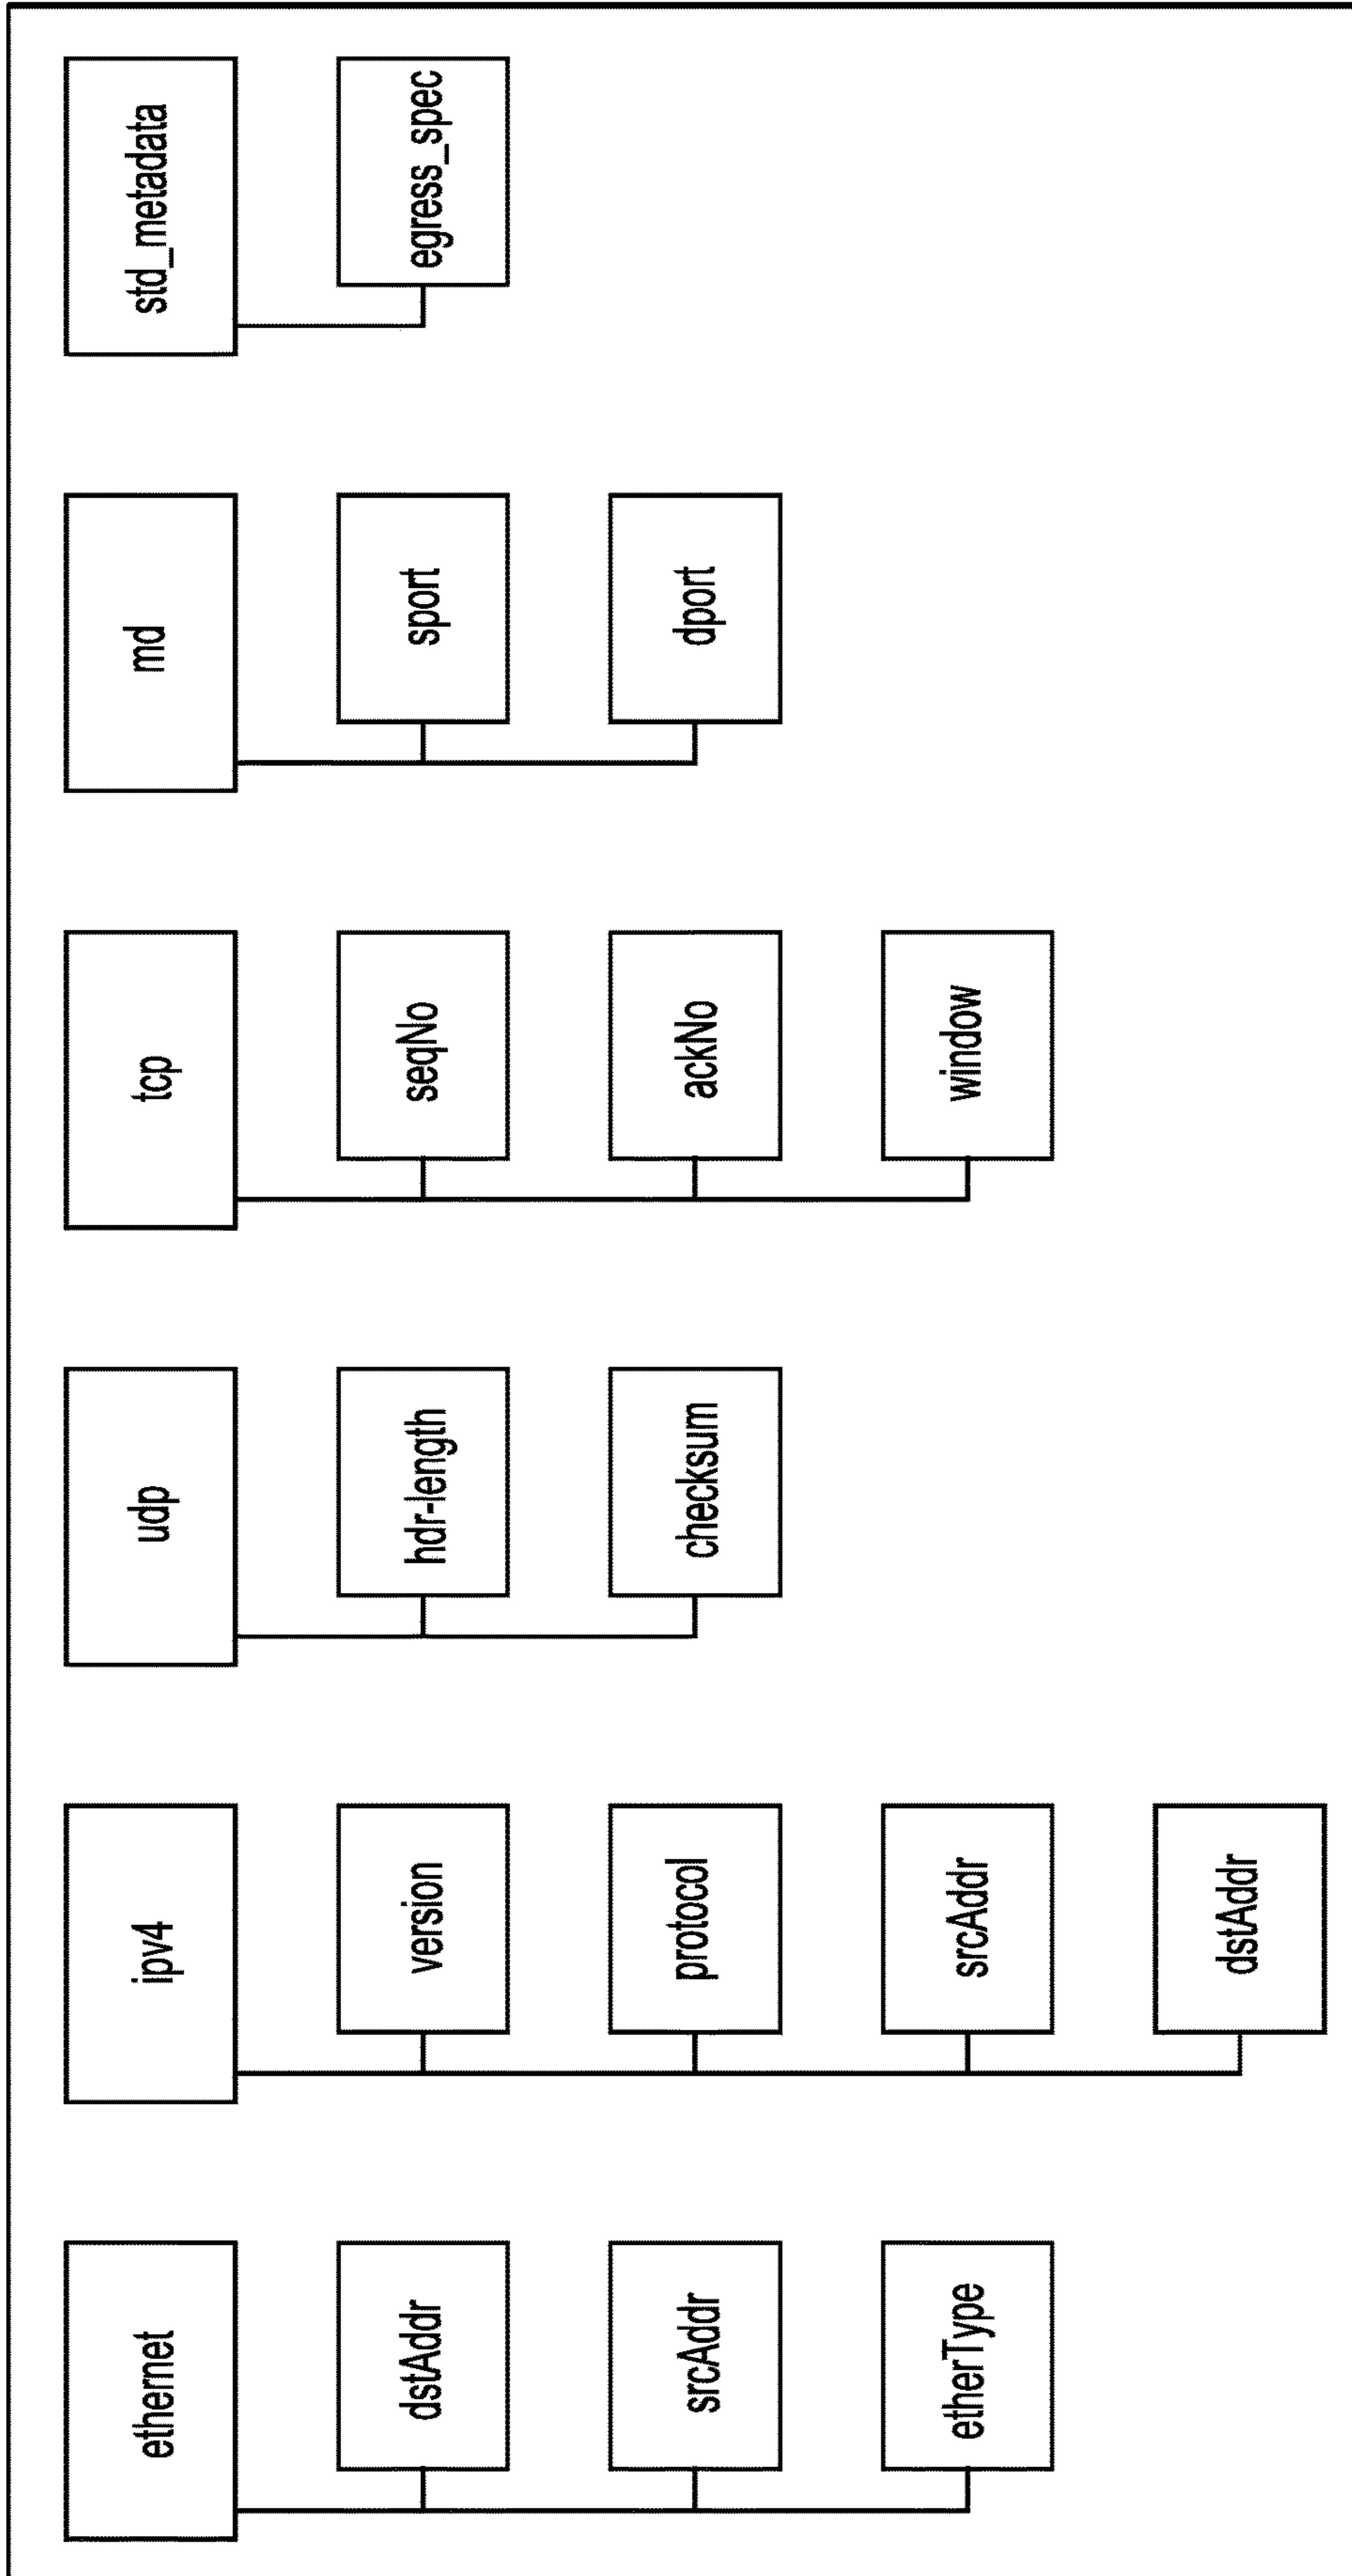 ethernet
dstAddr
srcAddr
etherType
ipv4
version
protocol
srcAddr
dstAddr
udp
hdr-length
checksum
tcp
seqNo
ackNo
window
md
sport
dport
std_metadata
egress_spec